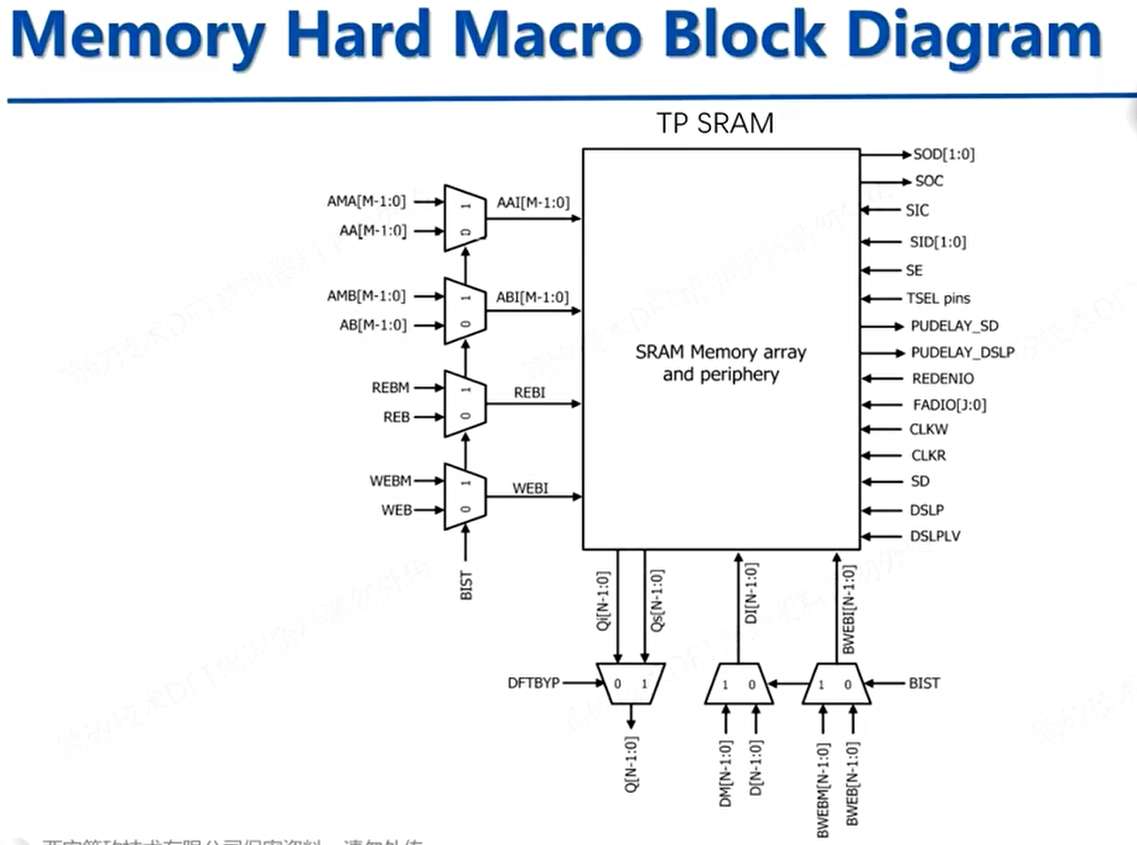 Memory Hard Macro Block Diagram
TP SRAM
AMA[M-1:0]
AA[M-1:0]
1
0
AAI[M-1:0]
AMB[M-1:0]
AB[M-1:0]
1
0
ABI[M-1:0]
REBM
REB
1
0
REBI
WEBM
WEB
1
0
WEBI
BIST
SRAM Memory array
and periphery
SOD[1:0]
SOC
SIC
SID[1:0]
SE
TSEL pins
PUDELAY_SD
PUDELAY_DSLP
REDENIO
FADIO[J:0]
CLKW
CLKR
SD
DSLP
DSLPLV
Qi[N-1:0]
Qs[N-1:0]
DI[N-1:0]
BWEBI[N-1:0]
DFTBYP
0 1
1 0
1 0
BIST
Q[N-1:0]
DM[N-1:0]
D[N-1:0]
BWEBM[N-1:0]
BWEB[N-1:0]